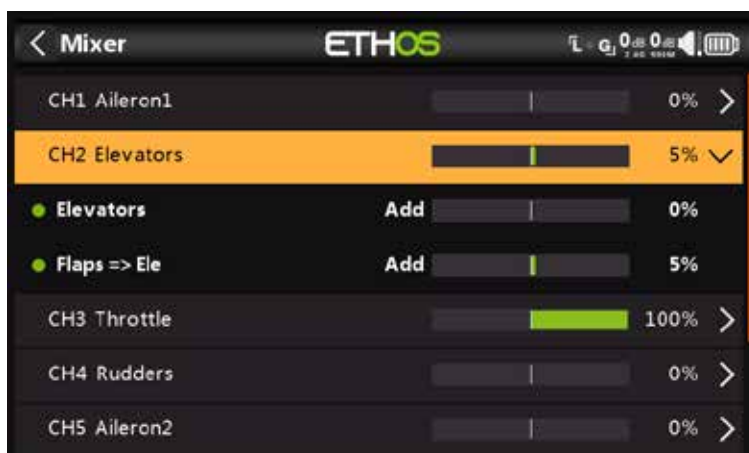 < Mixer ETHOS
CH1 Aileron1 0% >
CH2 Elevators 5%
Elevators Add 0%
Flaps => Ele Add 5%
CH3 Throttle 100% >
CH4 Rudders 0% >
CH5 Aileron2 0% >